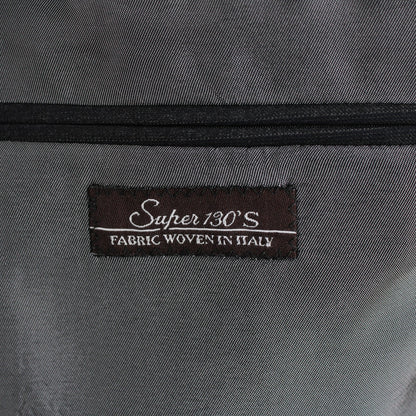 Super 130'S
FABRIC WOVEN IN ITALY